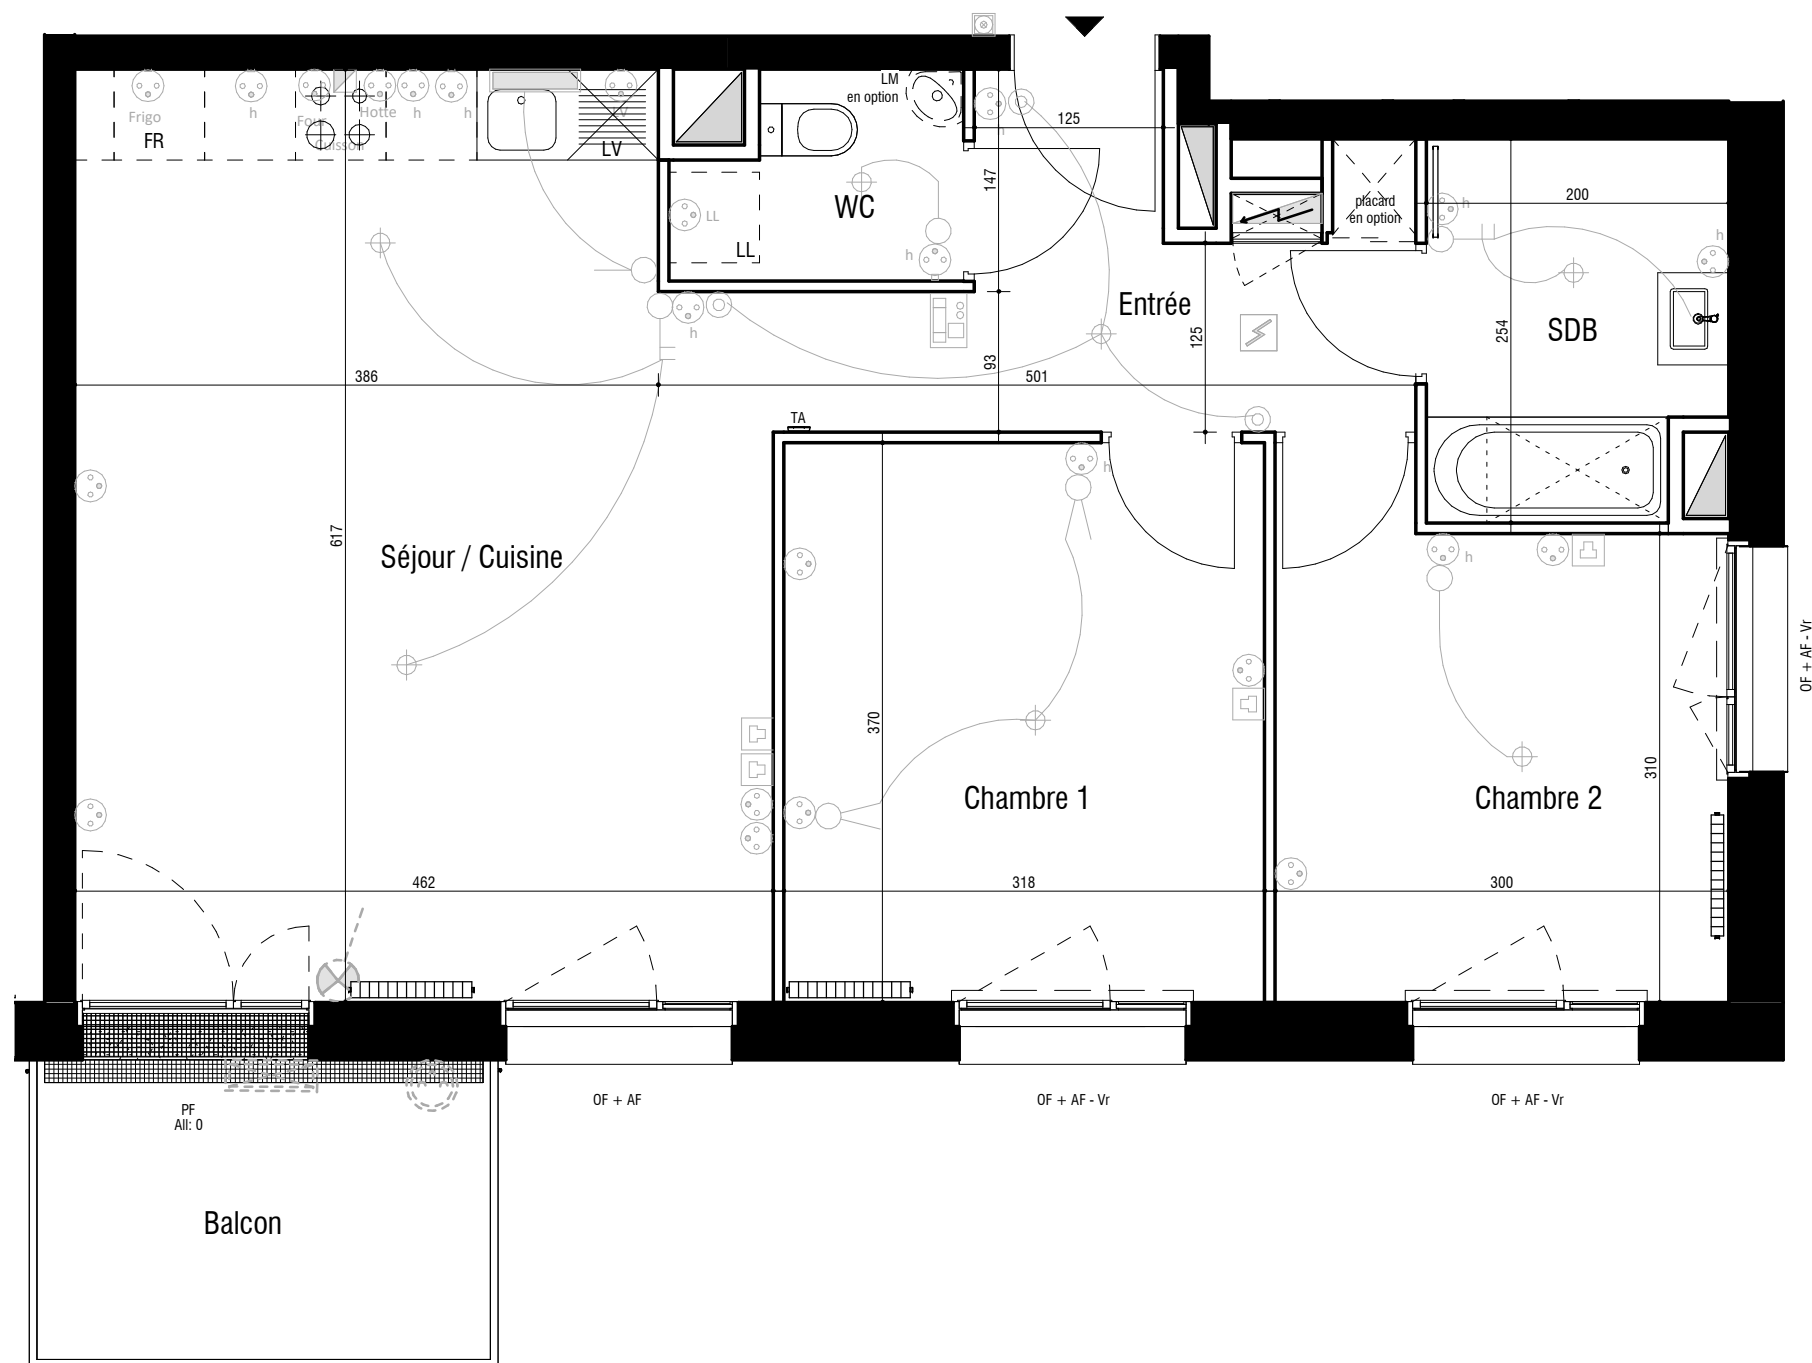 LM
en option
125
Frigo
h
Four
Hotte
h
h
LV
h
FR
Cuisson
LV
147
WC
placard
en option
200
h
LL
LL
h
h
Entrée
SDB
254
125
93
h
386
501
TA
h
h
617
Séjour / Cuisine
OF + AF - Vr
370
310
Chambre 1
Chambre 2
462
318
300
OF + AF
OF + AF - Vr
OF + AF - Vr
PF
All: 0
Balcon